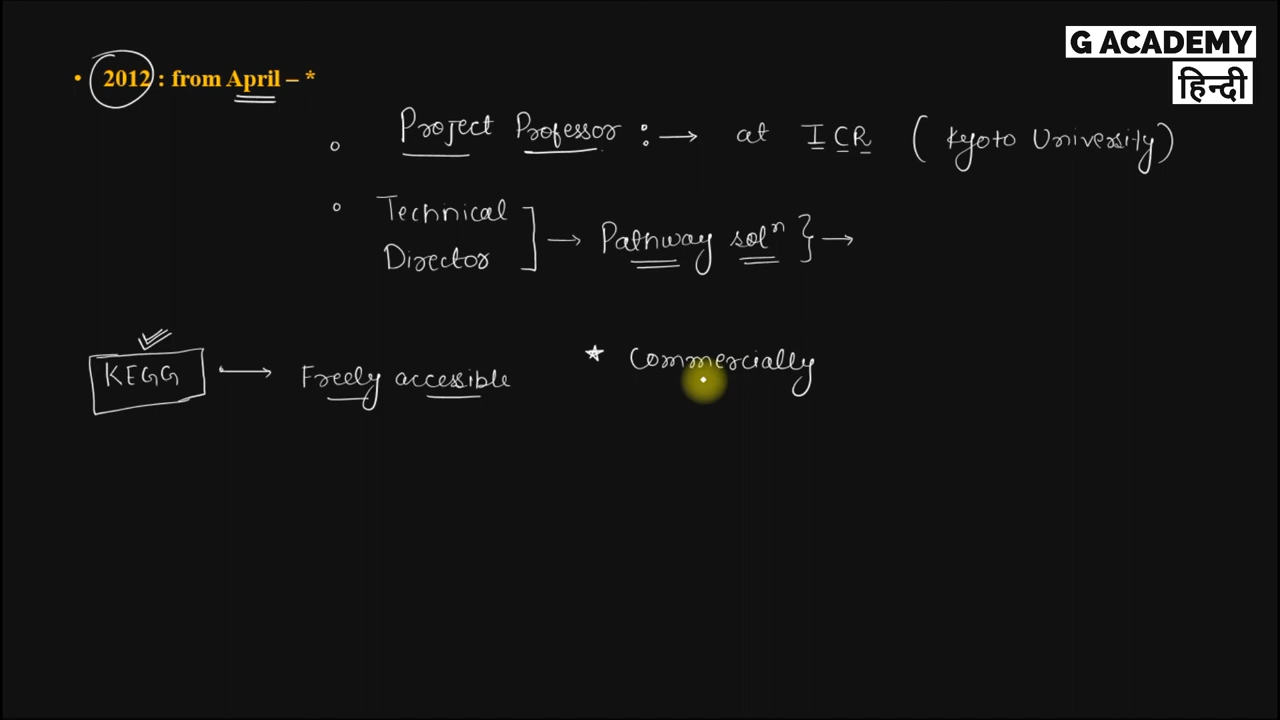 G ACADEMY
हिन्दी
• 2012 : from April – *
Project Professor :→ at ICR (Kyoto University)
Technical
Director
→ Pathway solⁿ } →
KEGG → Freely accessible
* Commercially